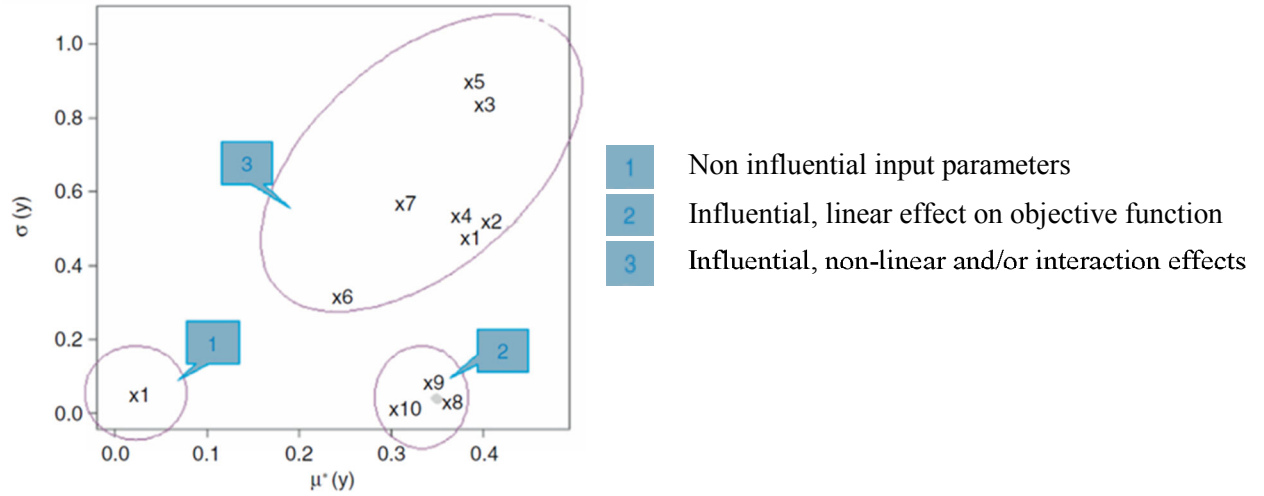 1.0
x5
x3
0.8
3
0.6
x7
x4
x2
x1
σ (y)
0.4
x6
0.2
1
2
x9
x1
x8
x10
0.0
0.0 0.1 0.2 0.3 0.4
μ* (y)
1 Non influential input parameters
2 Influential, linear effect on objective function
3 Influential, non-linear and/or interaction effects